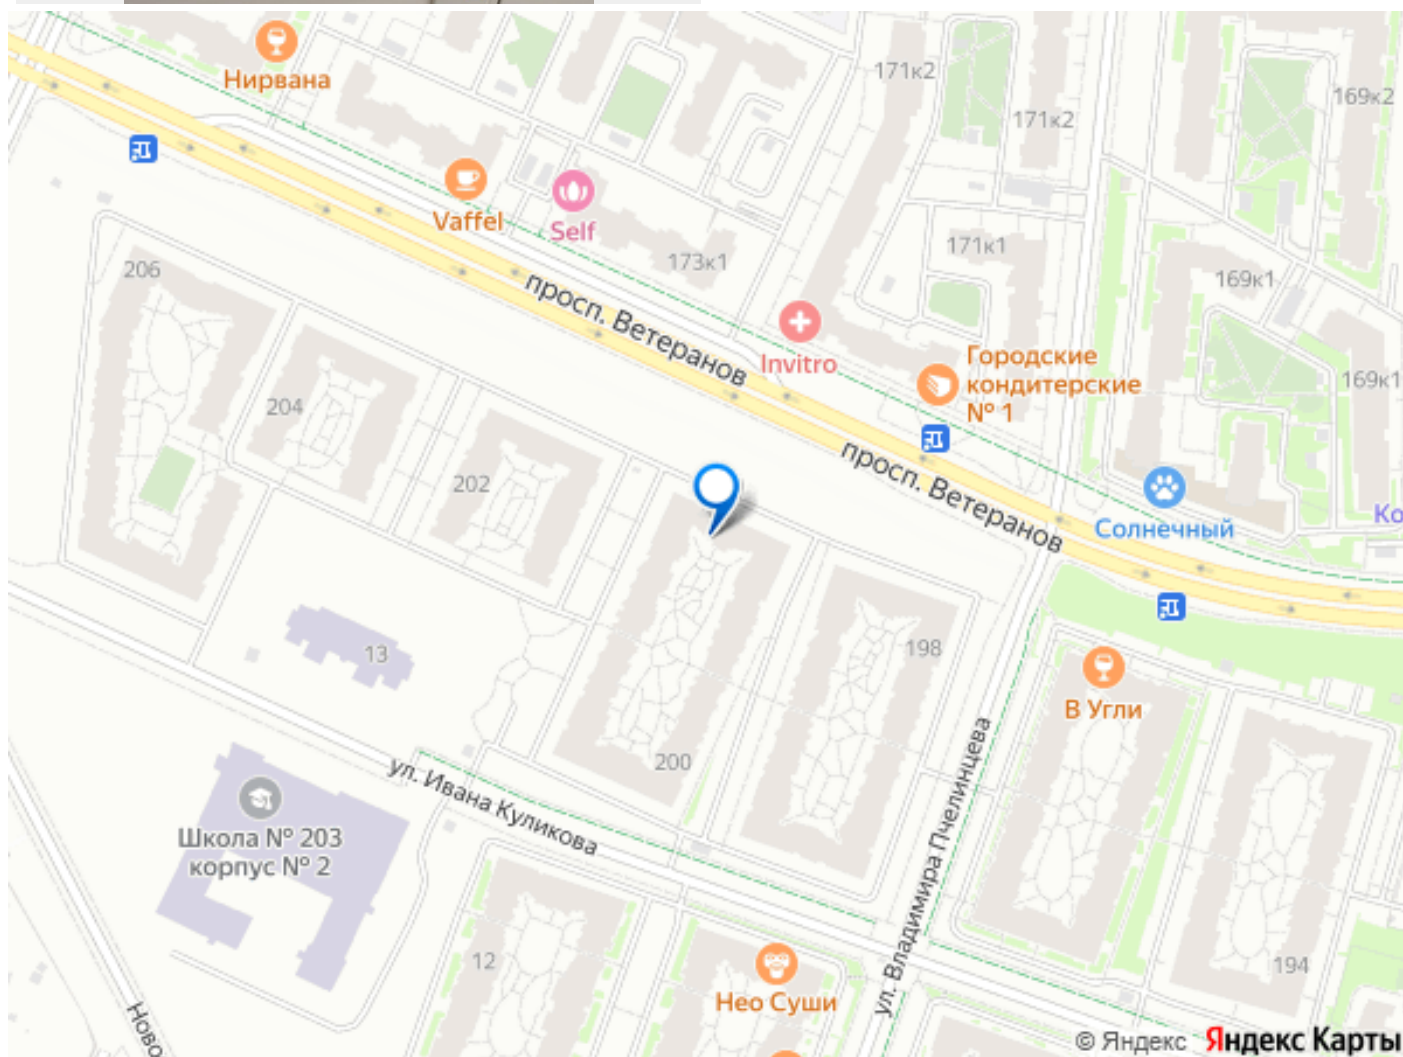 Нирвана
171к2
169к2
171к2
Vaffel
Self
173к1
171к1
169к1
206
просп. Ветеранов
Invitro
Городские
кондитерские
№ 1
169к1
204
202
просп. Ветеранов
Солнечный
Ко
198
13
В Угли
200
ул. Ивана Куликова
ул. Владимира Пчелинцева
Школа № 203
корпус № 2
12
194
Нео Суши
Ново
© Яндекс Яндекс Карты